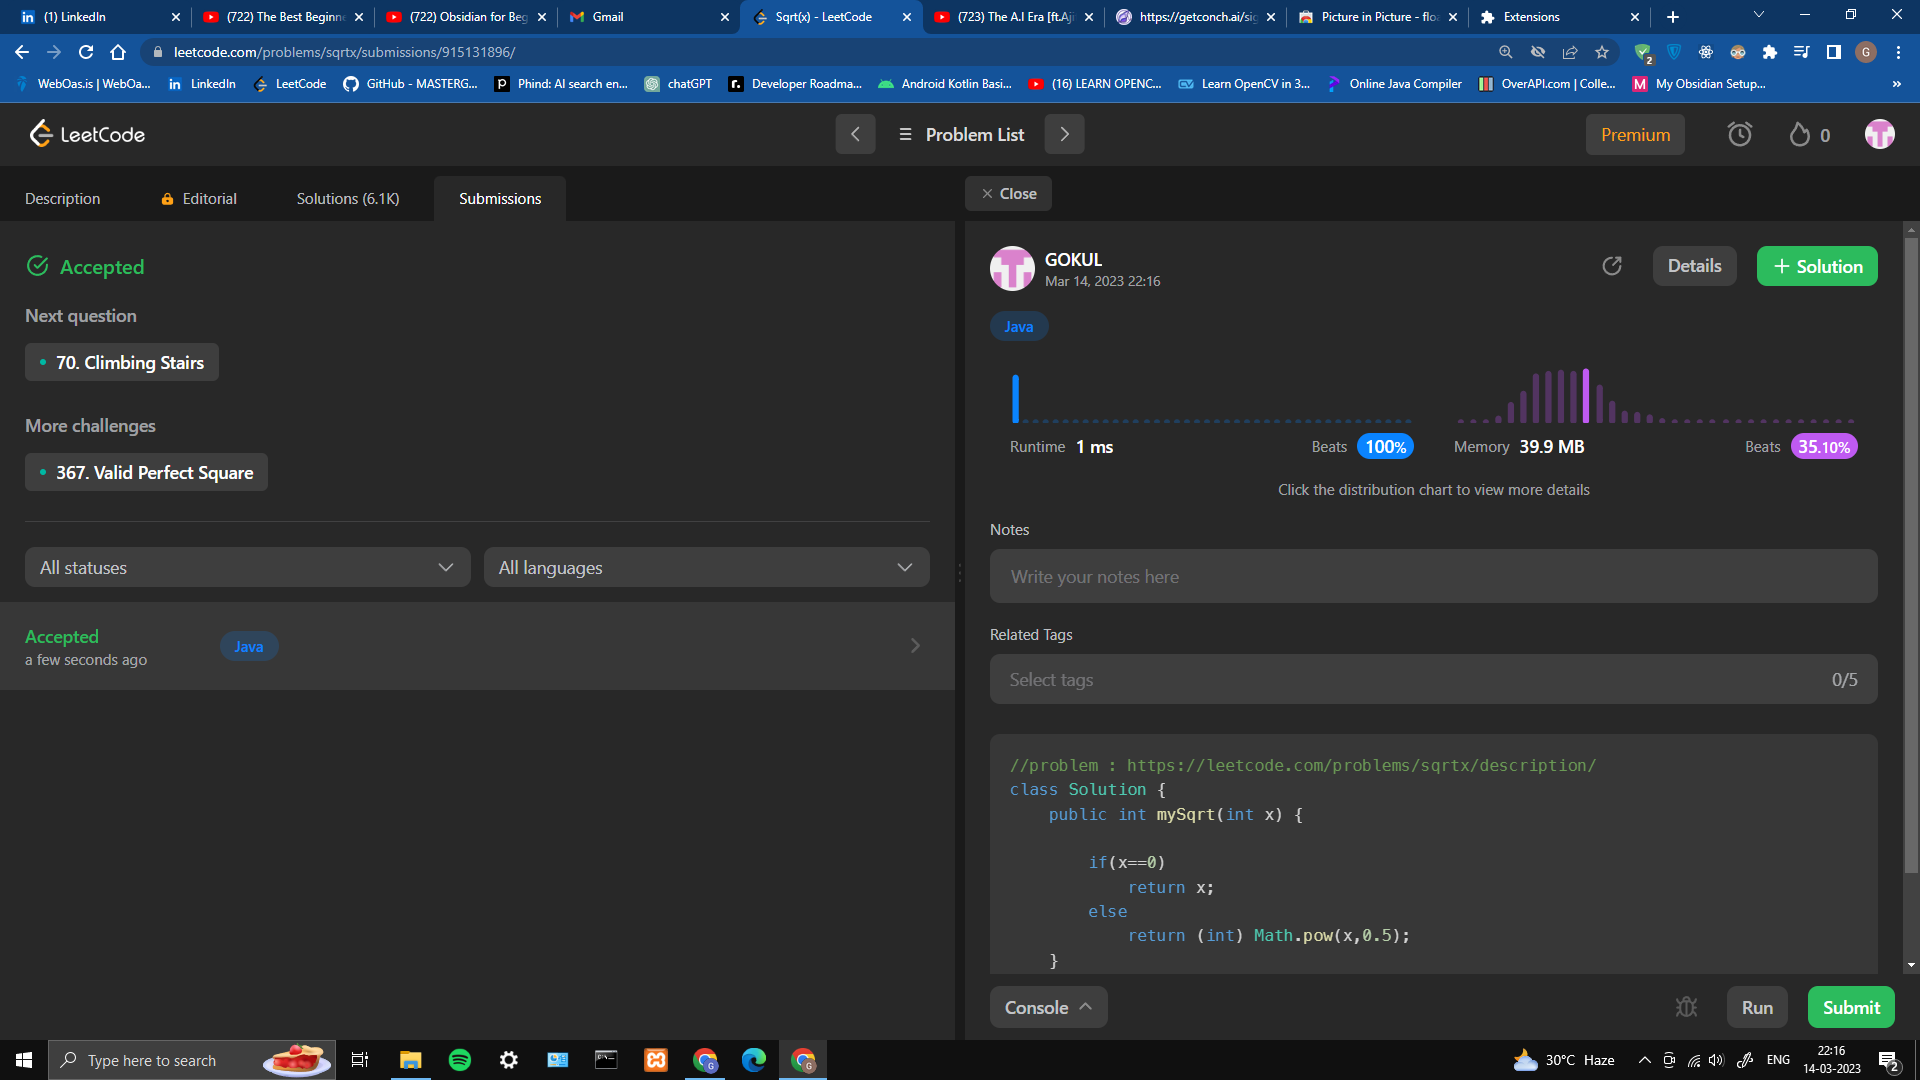 (1) LinkedIn
(722) The Best Beginne
(722) Obsidian for Beg
Gmail
Sqrt(x) - LeetCode
(723) The A.I Era [ft.Aji
https://getconch.ai/sig
Picture in Picture - floa
Extensions
leetcode.com/problems/sqrtx/submissions/915131896/
2
G
WebOas.is | WebOa...
LinkedIn
LeetCode
GitHub - MASTERG...
Phind: AI search en...
chatGPT
Developer Roadma...
Android Kotlin Basi...
(16) LEARN OPENC...
Learn OpenCV in 3...
Online Java Compiler
OverAPI.com | Colle...
My Obsidian Setup...
»
LeetCode
Problem List
Premium
0
Description
Editorial
Solutions (6.1K)
Submissions
Close
Accepted
Next question
• 70. Climbing Stairs
More challenges
• 367. Valid Perfect Square
All statuses
All languages
Accepted
a few seconds ago
Java
GOKUL
Mar 14, 2023 22:16
Details
+ Solution
Java
Runtime 1 ms
Beats 100%
Memory 39.9 MB
Beats 35.10%
Click the distribution chart to view more details
Notes
Write your notes here
Related Tags
Select tags
0/5
//problem : https://leetcode.com/problems/sqrtx/description/
class Solution {
    public int mySqrt(int x) {
        if(x==0)
            return x;
        else
            return (int) Math.pow(x,0.5);
    }
Console
Run
Submit
Type here to search
30°C Haze
ENG
22:16
14-03-2023
2